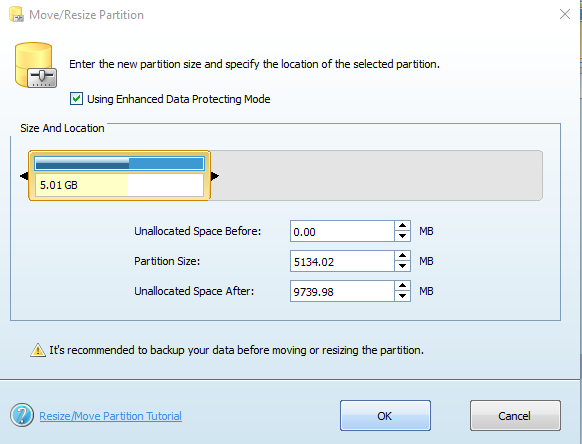 Move/Resize Partition
Enter the new partition size and specify the location of the selected partition.
Using Enhanced Data Protecting Mode
Size And Location
5.01 GB
Unallocated Space Before: 0.00 MB
Partition Size: 5134.02 MB
Unallocated Space After: 9739.98 MB
It's recommended to backup your data before moving or resizing the partition.
Resize/Move Partition Tutorial OK Cancel